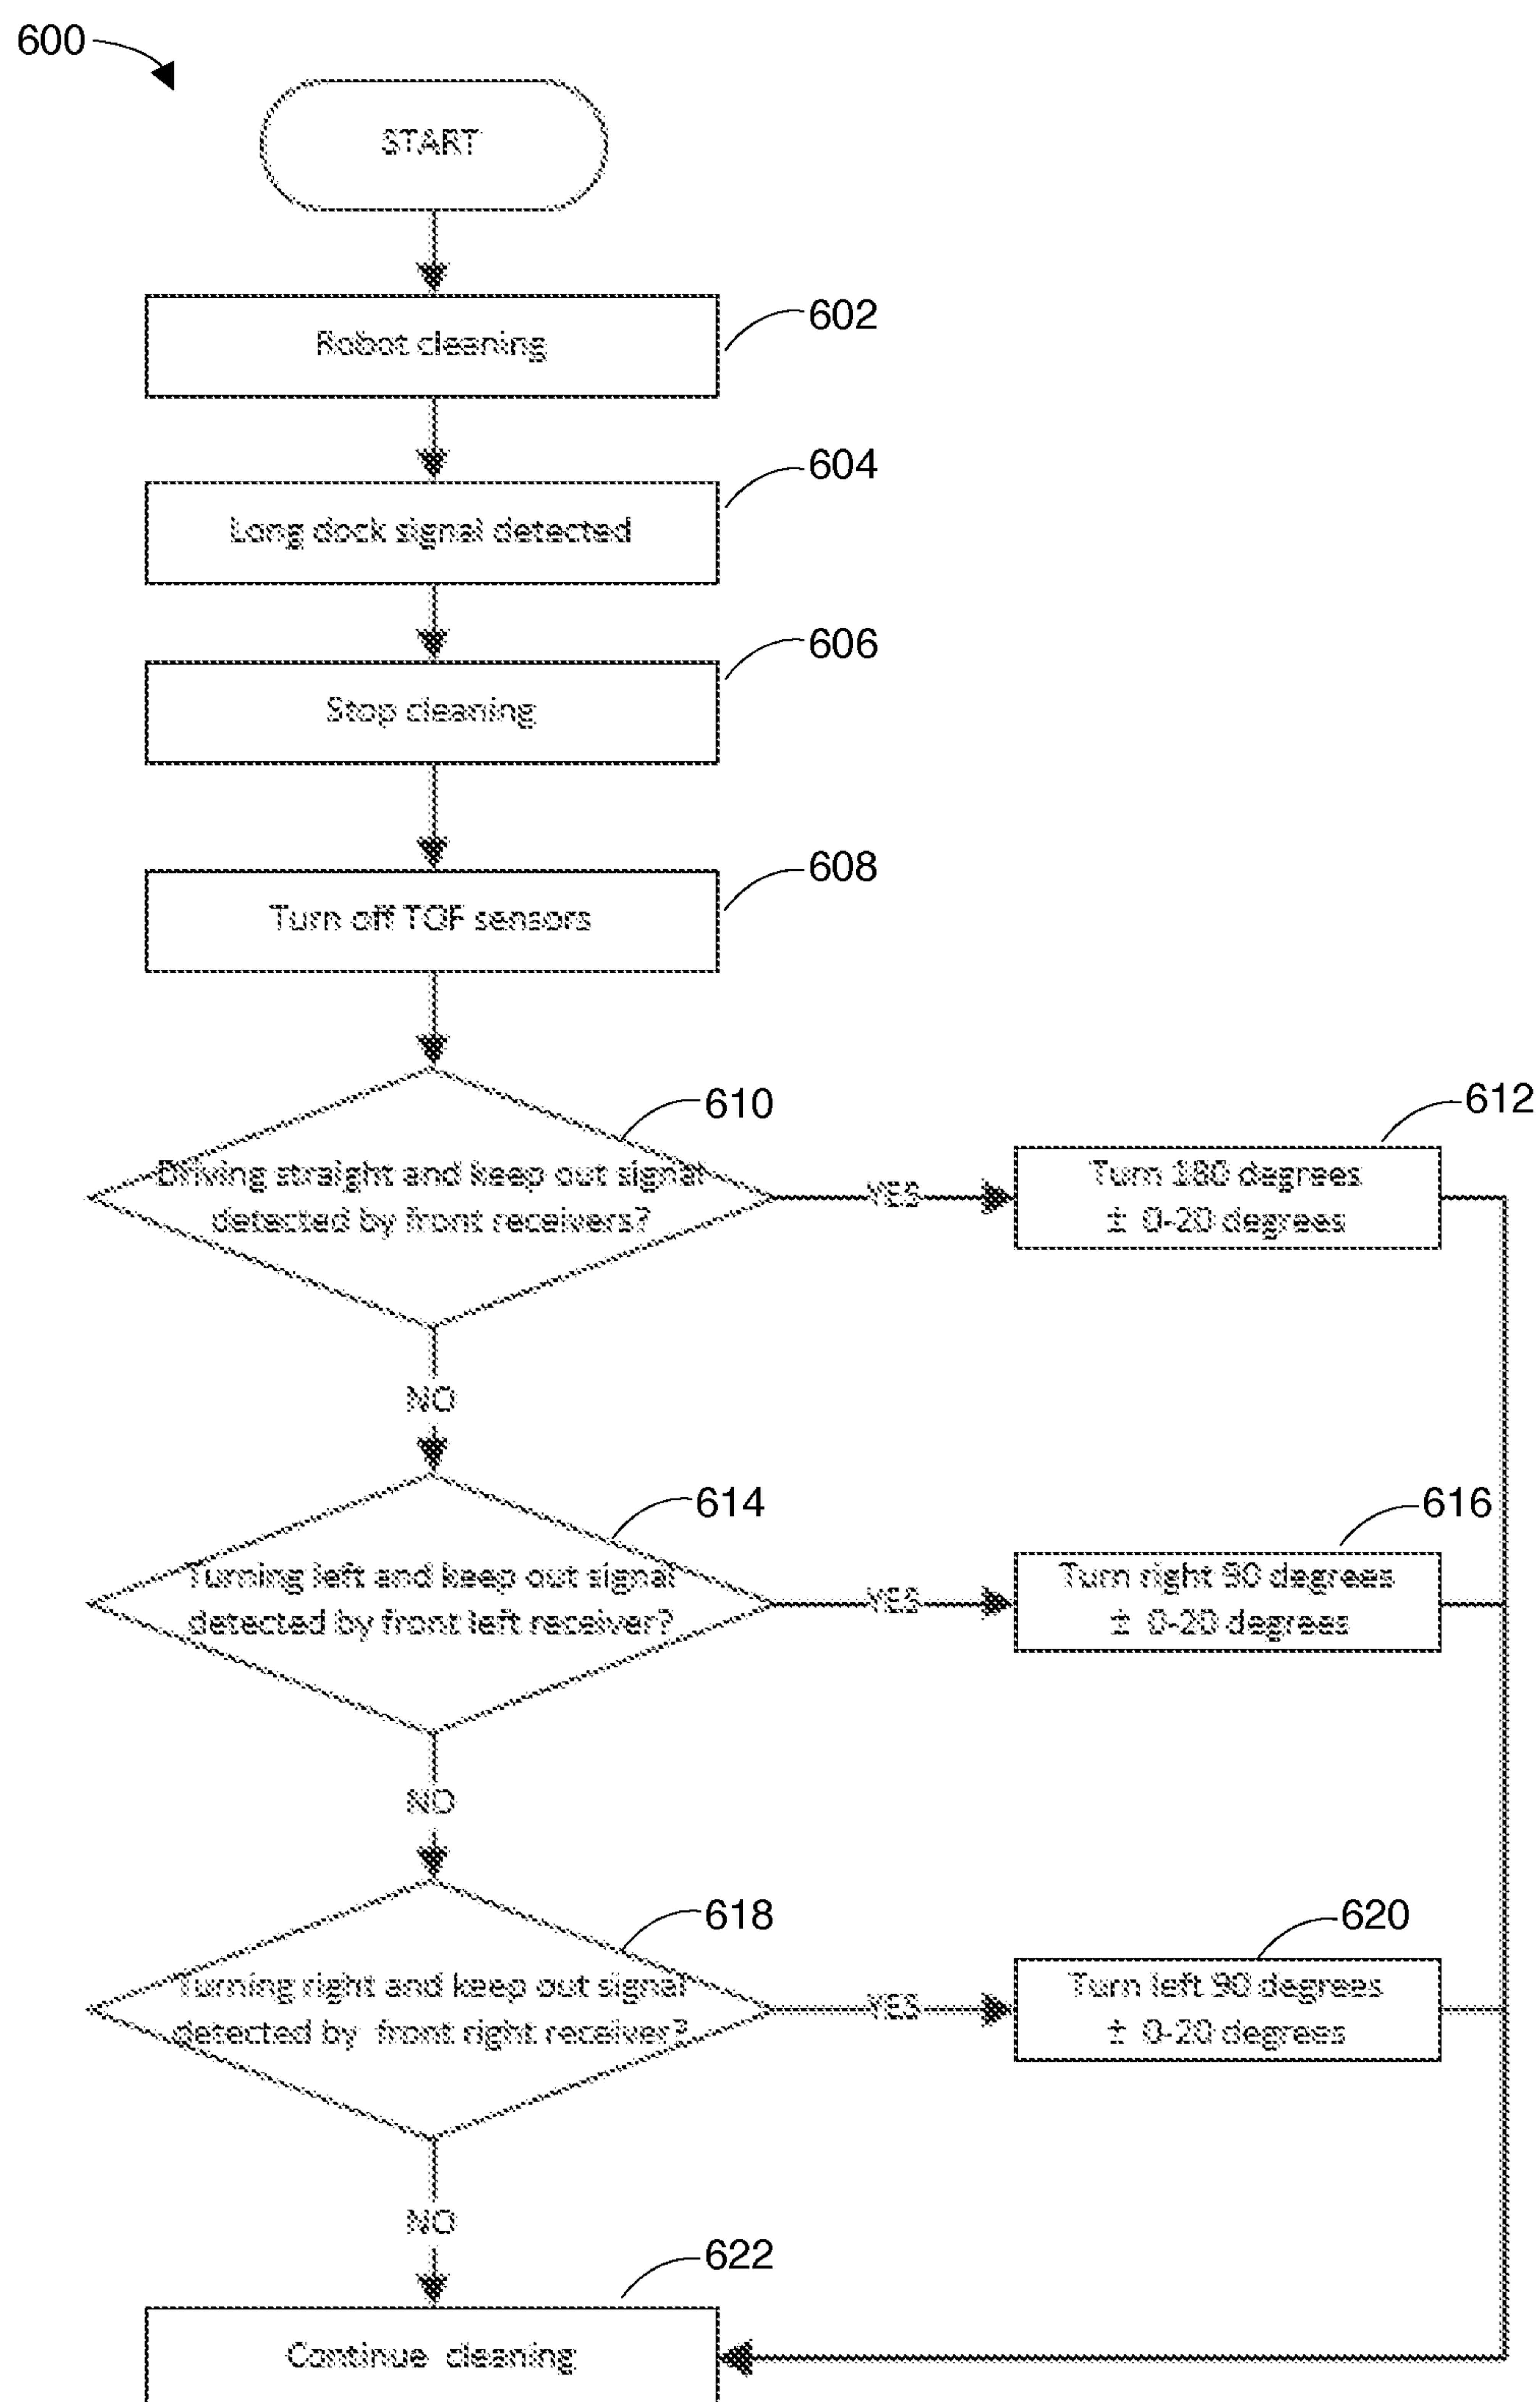 600
START
Robot cleaning
602
Long dock signal detected
604
Stop cleaning
606
Turn off TOF sensors
608
Driving straight and keep out signal
detected by front receivers?
610
YES
Turn 180 degrees
± 0-20 degrees
612
NO
Turning left and keep out signal
detected by front left receiver?
614
YES
Turn right 90 degrees
± 0-20 degrees
616
NO
Turning right and keep out signal
detected by front right receiver?
618
YES
Turn left 90 degrees
± 0-20 degrees
620
NO
Continue cleaning
622